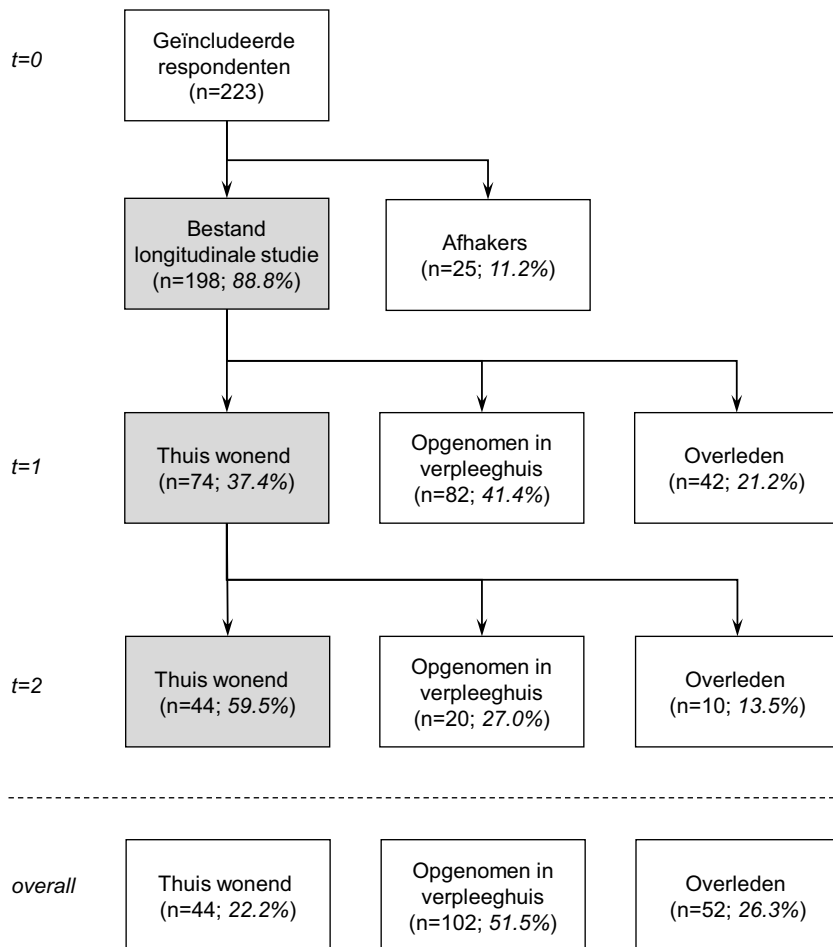 t=0
Geïncludeerde
respondenten
(n=223)
Bestand
longitudinale studie
(n=198; 88.8%)
Afhakers
(n=25; 11.2%)
t=1
Thuis wonend
(n=74; 37.4%)
Opgenomen in
verpleeghuis
(n=82; 41.4%)
Overleden
(n=42; 21.2%)
t=2
Thuis wonend
(n=44; 59.5%)
Opgenomen in
verpleeghuis
(n=20; 27.0%)
Overleden
(n=10; 13.5%)
overall
Thuis wonend
(n=44; 22.2%)
Opgenomen in
verpleeghuis
(n=102; 51.5%)
Overleden
(n=52; 26.3%)